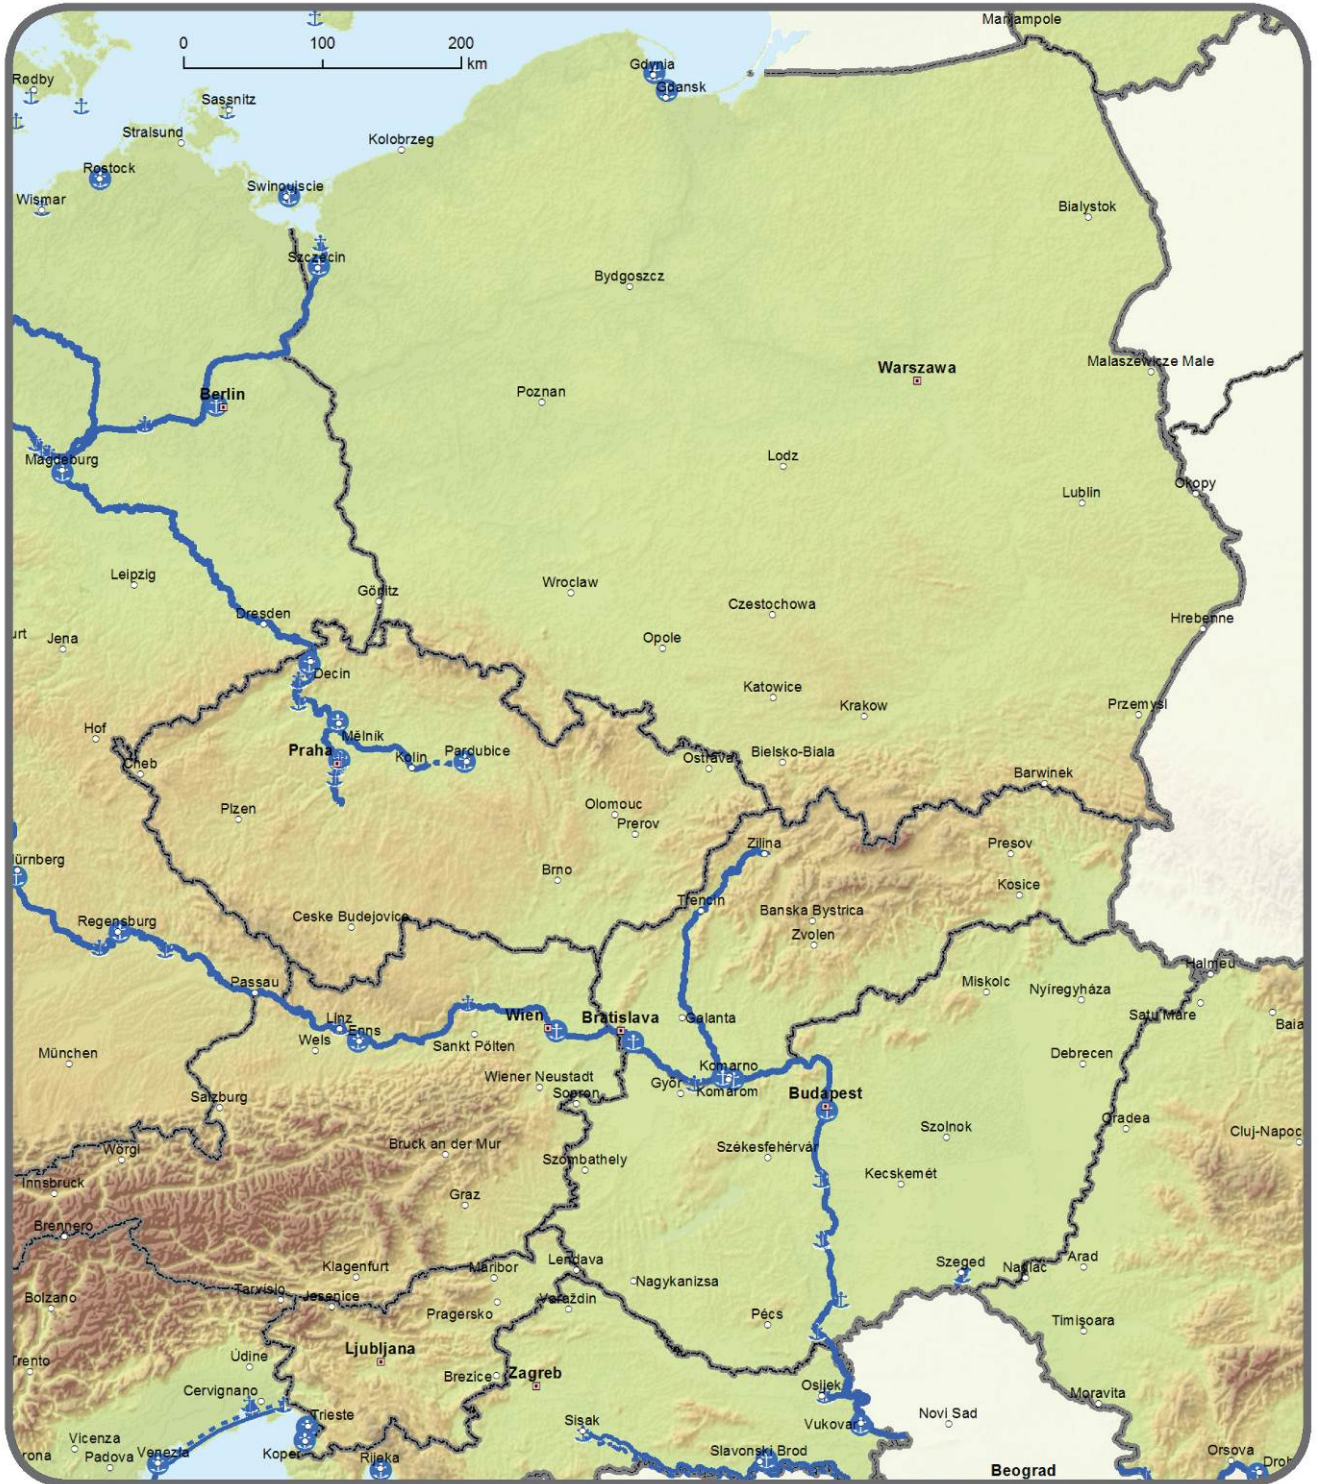 Marijampole
0 100 200
km
Gdynia
Gdansk
Rødby
Sassnitz
Stralsund
Kolobrzeg
Rostock
Swinoujscie
Wismar
Bialystok
Szczecin
Bydgoszcz
Malaszewicze Male
Warszawa
Berlin
Poznan
Magdeburg
Lodz
Okopy
Lublin
Leipzig
Görlitz
Wroclaw
Czestochowa
Dresden
Hrebenne
urt
Jena
Opole
Decin
Katowice
Krakow
Przemysl
Hof
Mělnik
Praha
Kolin
Pardubice
Ostrava
Bielsko-Biala
Cheb
Barwinek
Plzen
Olomouc
Prerov
Zilina
Presov
ürnberg
Brno
Kosice
Trencin
Regensburg
Ceske Budejovice
Banska Bystrica
Zvolen
Halmeu
Passau
Miskolc
Nyíregyháza
Linz
Enns
Wien
Bratislava
Galanta
Satu Mare
Baia
Wels
Sankt Pölten
München
Debrecen
Komarno
Wiener Neustadt
Győr
Komarom
Budapest
Salzburg
Sopron
Oradea
Szolnok
Cluj-Napoc
Wörgl
Bruck an der Mur
Székesfehérvár
Szombathely
Kecskemét
Innsbruck
Graz
Brennero
Arad
Lendava
Szeged
Nadlac
Klagenfurt
Maribor
Nagykanizsa
Tarvisio
Jesenice
Bolzano
Varaždin
Pragersko
Pécs
Timişoara
Ljubljana
Trento
Údine
Brezice
Zagreb
Cervignano
Osijek
Moravita
Trieste
Novi Sad
Sisak
Vukovar
Vicenza
Koper
Orsova
rona
Padova
Venezia
Rijeka
Slavonski Brod
Drob
Beograd